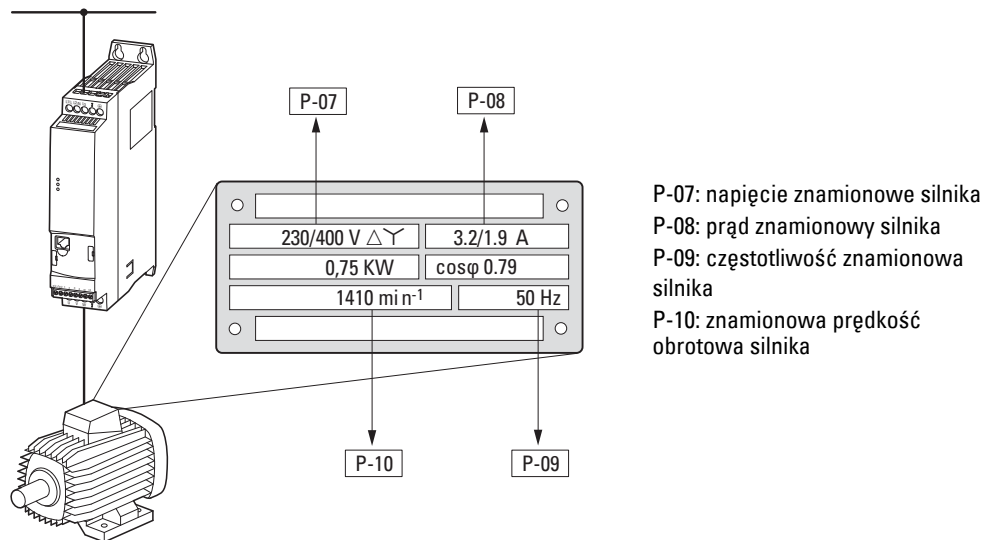 P-07
P-08
230/400 V △ Y
3.2/1.9 A
0,75 KW
cosφ 0.79
1410 min-1
50 Hz
P-10
P-09
P-07: napięcie znamionowe silnika
P-08: prąd znamionowy silnika
P-09: częstotliwość znamionowa
silnika
P-10: znamionowa prędkość
obrotowa silnika